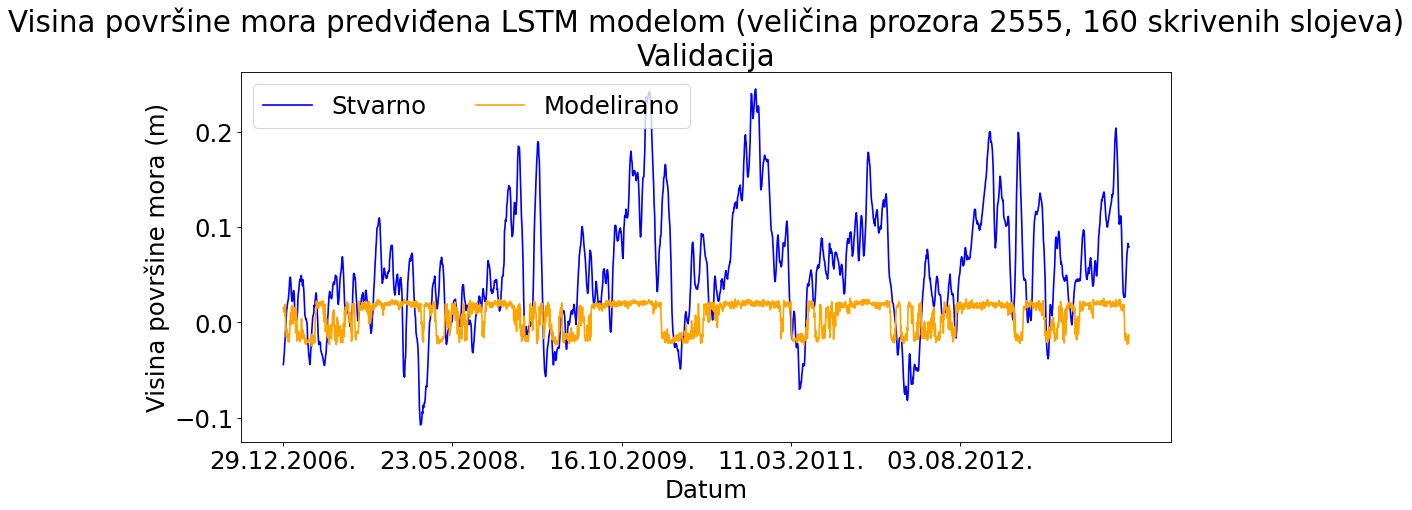 Visina površine mora predviđena LSTM modelom (veličina prozora 2555, 160 skrivenih slojeva)
Validacija
Stvarno Modelirano
Visina površine mora (m)
0.2
0.1
0.0
−0.1
29.12.2006. 23.05.2008. 16.10.2009. 11.03.2011. 03.08.2012.
Datum